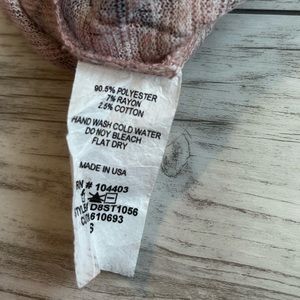 90.5% POLYESTER
7% RAYON
2.5% COTTON
HAND WASH COLD WATER
DO NOT BLEACH
FLAT DRY
MADE IN USA
RN # 104403
D8ST1056
610693
S